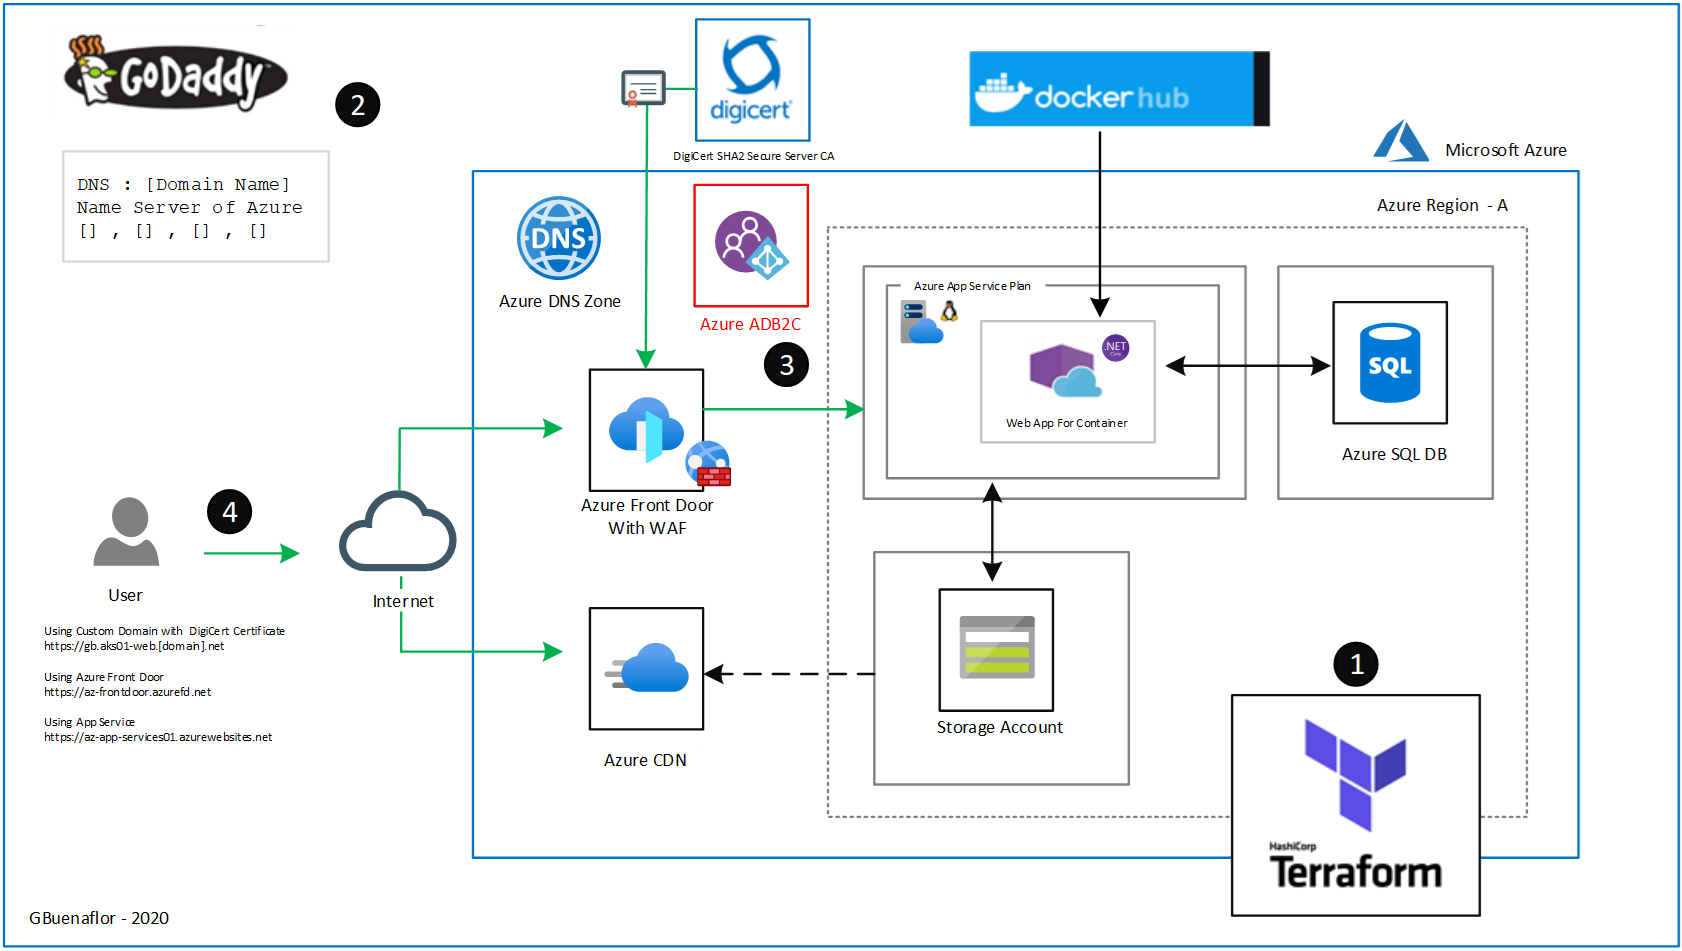 GoDaddy
2
DNS : [Domain Name]
Name Server of Azure
[] , [] , [] , []
digicert
DigiCert SHA2 Secure Server CA
docker hub
Microsoft Azure
Azure Region - A
DNS
Azure DNS Zone
Azure ADB2C
3
Azure App Service Plan
.NET
Core
Web App For Container
SQL
Azure SQL DB
Azure Front Door
With WAF
4
User
Internet
Using Custom Domain with DigiCert Certificate
https://gb.aks01-web.[domain].net
Using Azure Front Door
https://az-frontdoor.azurefd.net
Using App Service
https://az-app-services01.azurewebsites.net
Azure CDN
Storage Account
1
HashiCorp
Terraform
GBuenaflor - 2020